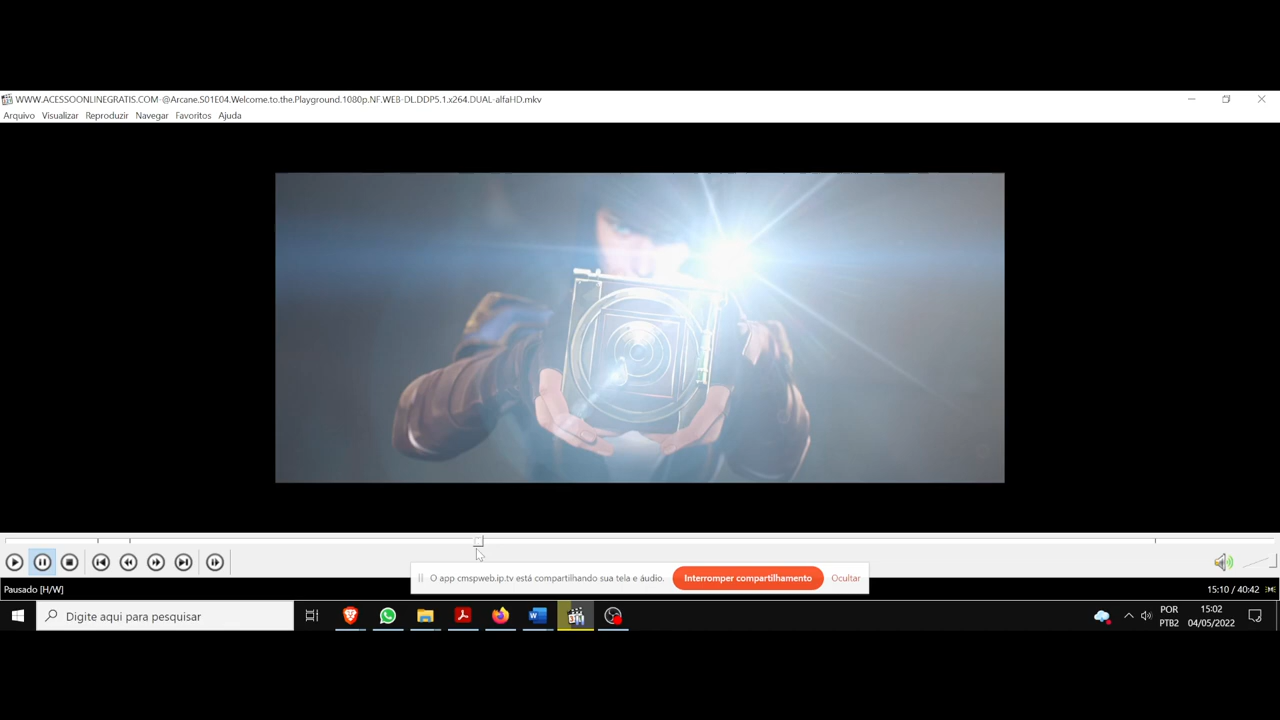 WWW.ACESSOONLINEGRATIS.COM -@Arcane.S01E04.Welcome.to.the.Playground.1080p.NF.WEB-DL.DDP5.1.x264.DUAL-alfaHD.mkv
Arquivo Visualizar Reproduzir Navegar Favoritos Ajuda
O app cmspweb.ip.tv está compartilhando sua tela e áudio. Interromper compartilhamento Ocultar
Pausado [H/W] 15:10 / 40:42
Digite aqui para pesquisar
POR 15:02
PTB2 04/05/2022